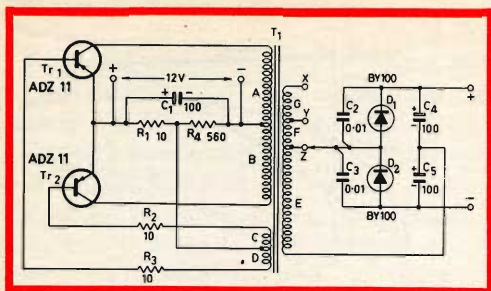 T1
Tr1
ADZ 11
+
12V
−
+ −
C1
100
R1 10
R4 560
A
B
ADZ 11
Tr2
R2
10
R3
10
C
D
X
G
Y
F
Z
E
BY100
C2
0·01
D1
C4
100
+
C3
0·01
D2
C5
100
BY100
−